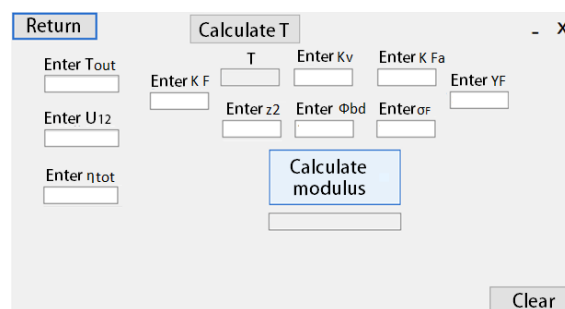 Return
Calculate T
- X
Enter Tout
T
Enter Kv
Enter K Fa
Enter K F
Enter YF
Enter U12
Enter z2
Enter Φbd
Enter σF
Enter ηtot
Calculate
modulus
Clear